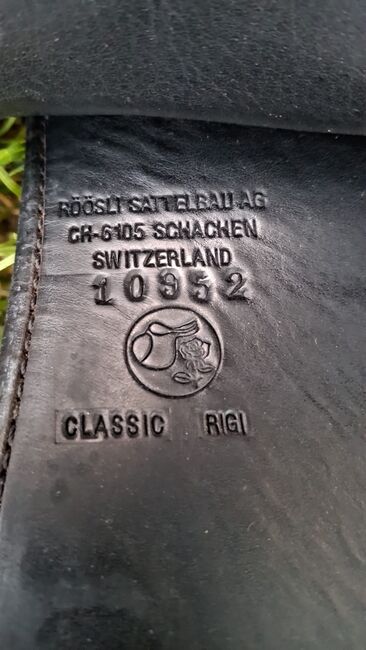 RÖÖSLI SATTELBAU AG
CH-6105 SCHACHEN
SWITZERLAND
10952
CLASSIC RIGI